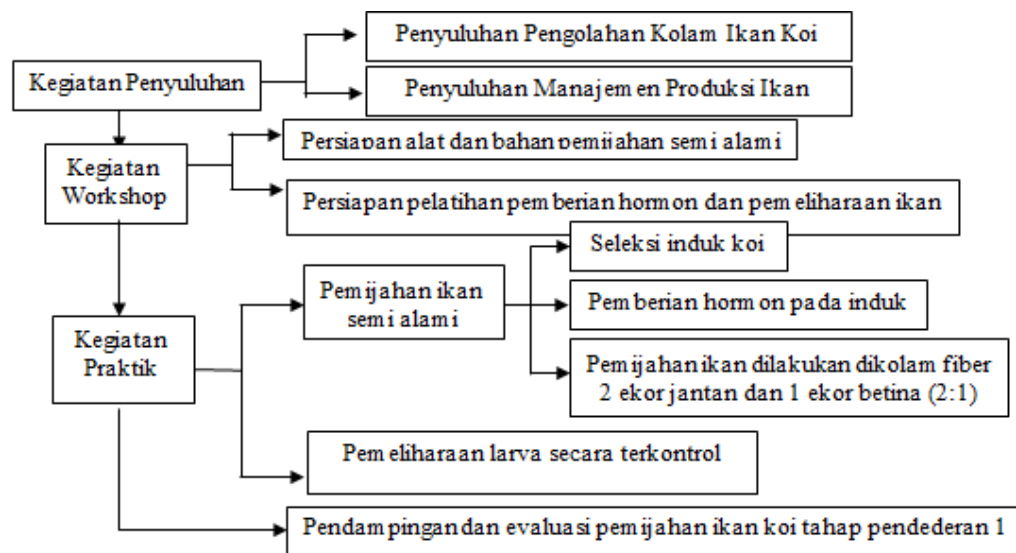 Penyuluhan Pengolahan Kolam Ikan Koi
Kegiatan Penyuluhan
Penyuluhan Manajemen Produksi Ikan
Persiapan alat dan bahan pemijahan semi alami
Kegiatan
Workshop
Persiapan pelatihan pemberian hormon dan pemeliharaan ikan
Seleksi induk koi
Pemijahan ikan
semi alami
Pemberian hormon pada induk
Kegiatan
Praktik
Pemijahan ikan dilakukan dikolam fiber
2 ekor jantan dan 1 ekor betina (2:1)
Pemeliharaan larva secara terkontrol
Pendampingan dan evaluasi pemijahan ikan koi tahap pendederan 1